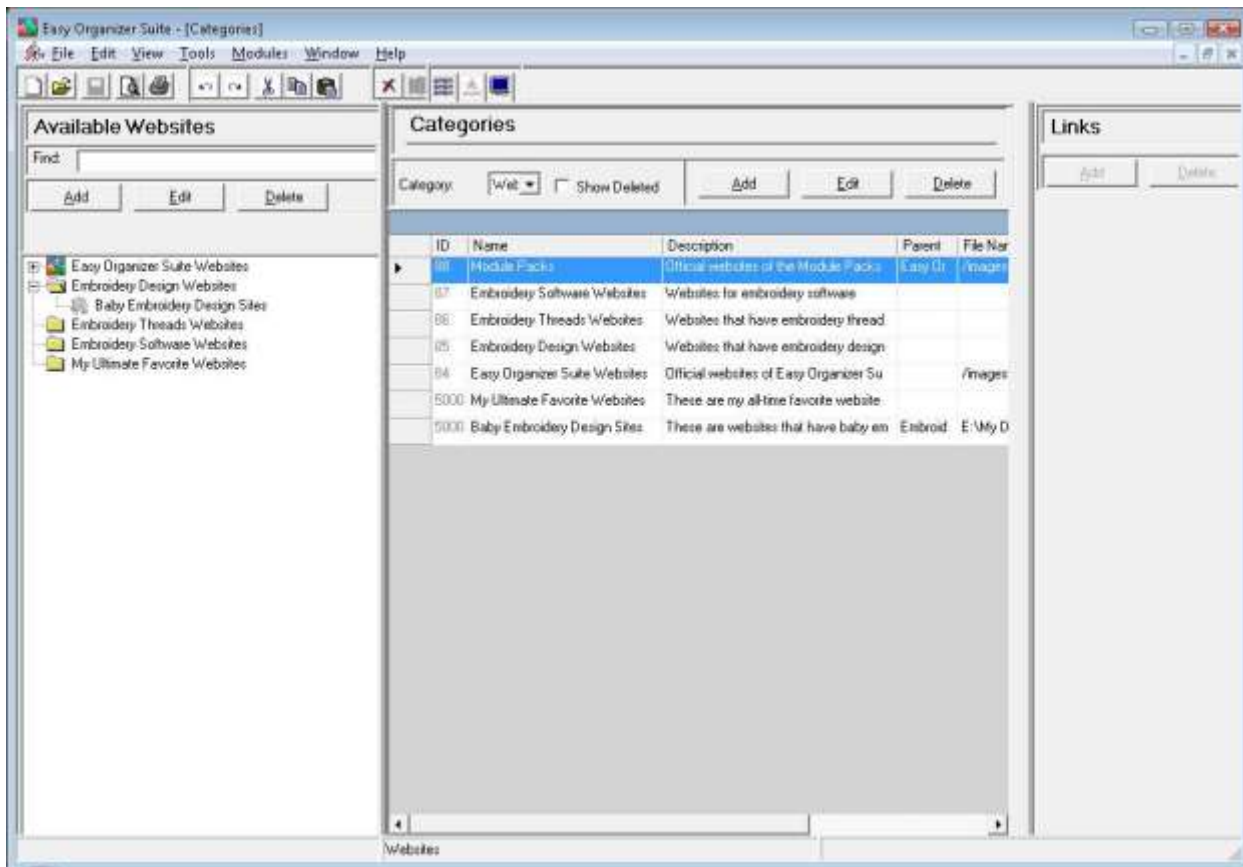 Easy Organizer Suite - [Categories]
File Edit View Tools Modules Window Help
Available Websites
Find:
Add Edit Delete
Easy Organizer Suite Websites
Embroidery Design Websites
Baby Embroidery Design Sites
Embroidery Threads Websites
Embroidery Software Websites
My Ultimate Favorite Websites
Categories
Category: Web Show Deleted Add Edit Delete
ID Name Description Parent File Nar
88 Module Packs Official websites of the Module Packs Easy Or /images
87 Embroidery Software Websites Websites for embroidery software
86 Embroidery Threads Websites Websites that have embroidery thread
85 Embroidery Design Websites Websites that have embroidery design
84 Easy Organizer Suite Websites Official websites of Easy Organizer Su /images
5000 My Ultimate Favorite Websites These are my all-time favorite website
5000 Baby Embroidery Design Sites These are websites that have baby em Embroid E:\My D
Links
Add Delete
Websites